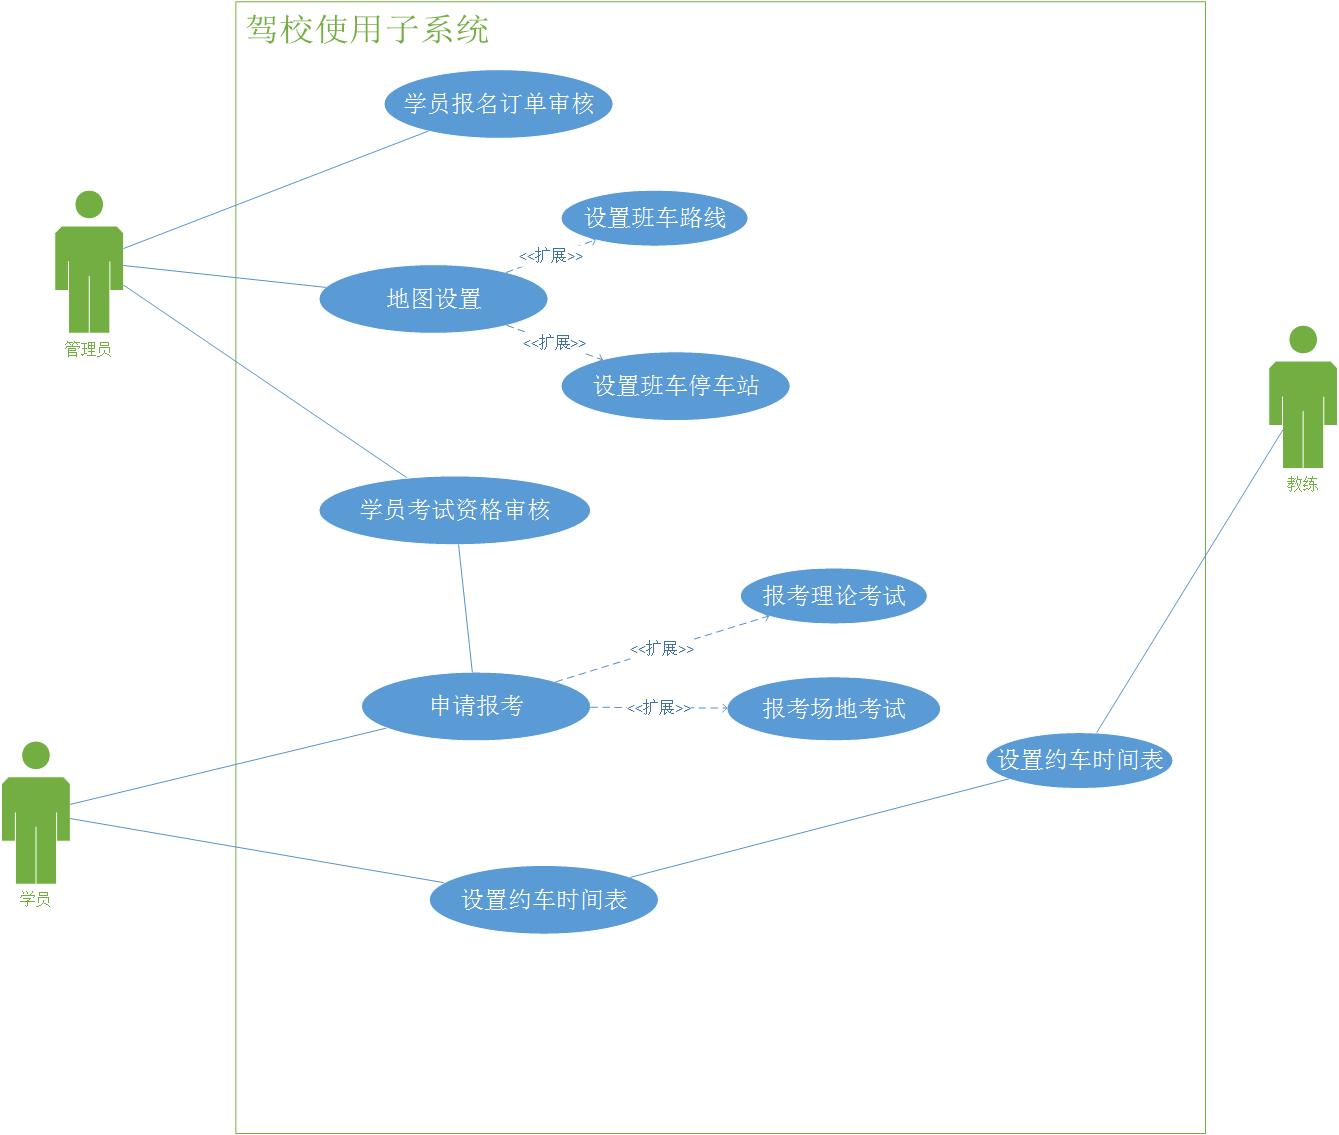 驾校使用子系统
学员报名订单审核
设置班车路线
<<扩展>>
地图设置
管理员
<<扩展>>
设置班车停车站
教练
学员考试资格审核
报考理论考试
<<扩展>>
申请报考
<<扩展>>
报考场地考试
设置约车时间表
设置约车时间表
学员